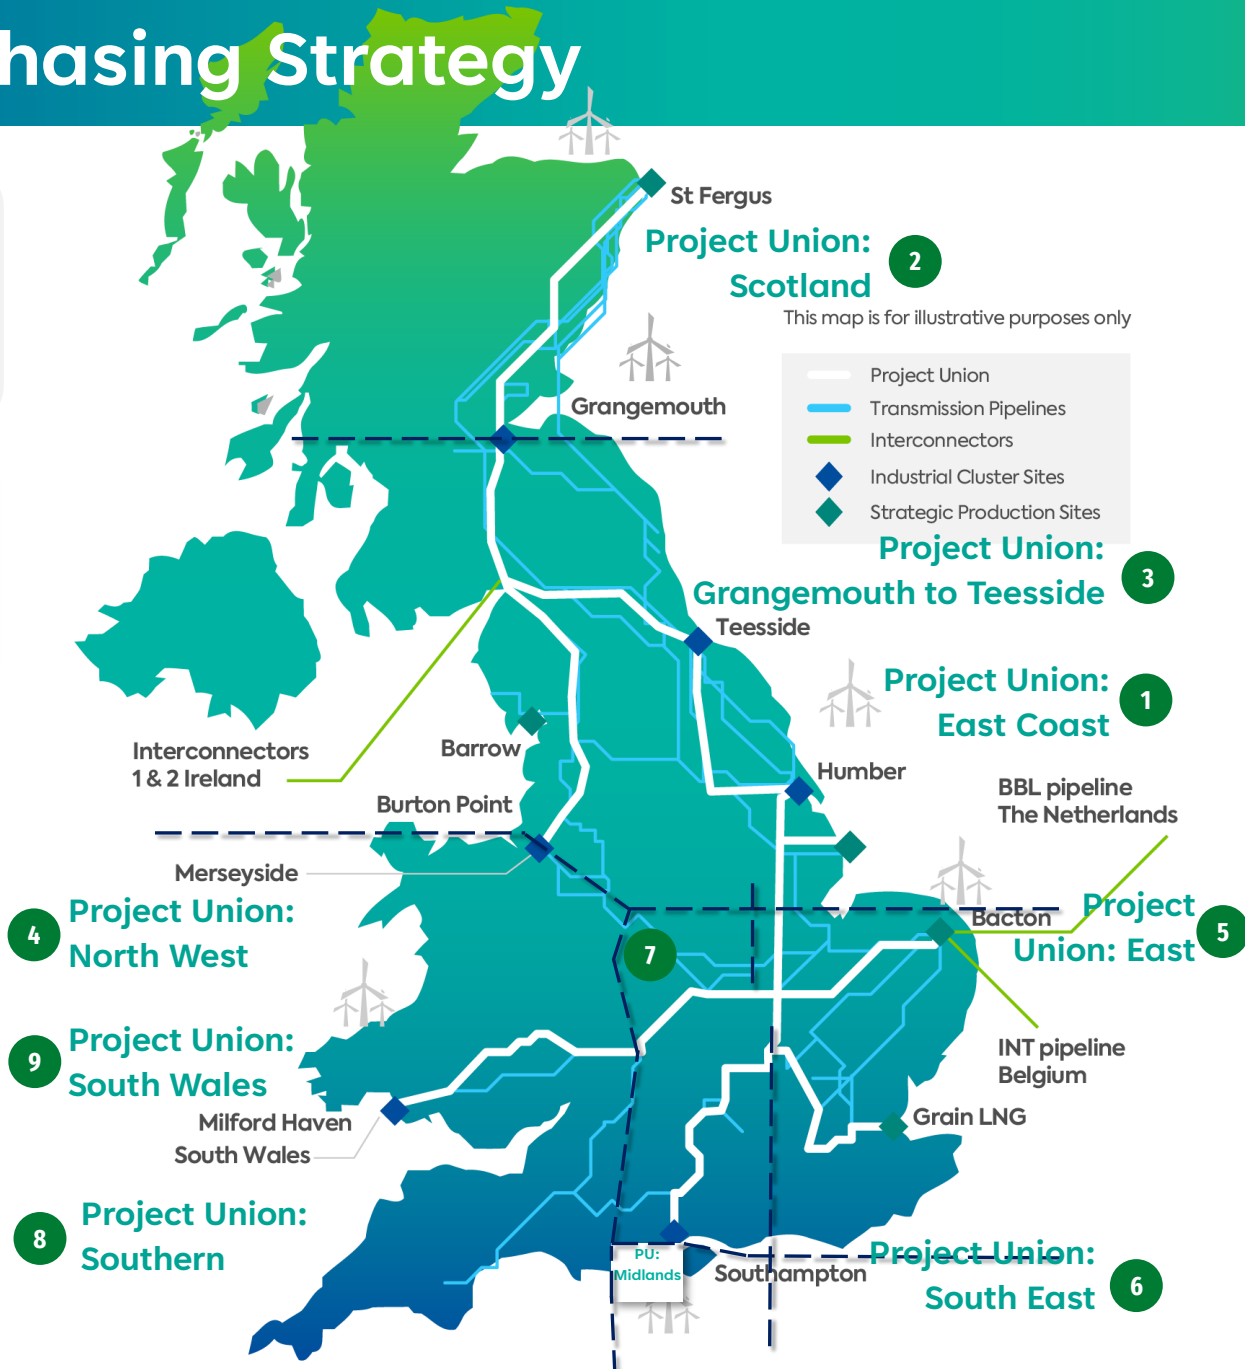 hasing Strategy
St Fergus
Project Union:
Scotland
2
This map is for illustrative purposes only
Project Union
Transmission Pipelines
Interconnectors
Industrial Cluster Sites
Strategic Production Sites
Grangemouth
Project Union:
Grangemouth to Teesside
3
Teesside
Project Union:
East Coast
1
Interconnectors
1 & 2 Ireland
Barrow
Humber
BBL pipeline
The Netherlands
Burton Point
Merseyside
4
Project Union:
North West
7
Bacton
Project
Union: East
5
9
Project Union:
South Wales
INT pipeline
Belgium
Milford Haven
South Wales
Grain LNG
8
Project Union:
Southern
PU:
Midlands
Southampton
Project Union:
South East
6